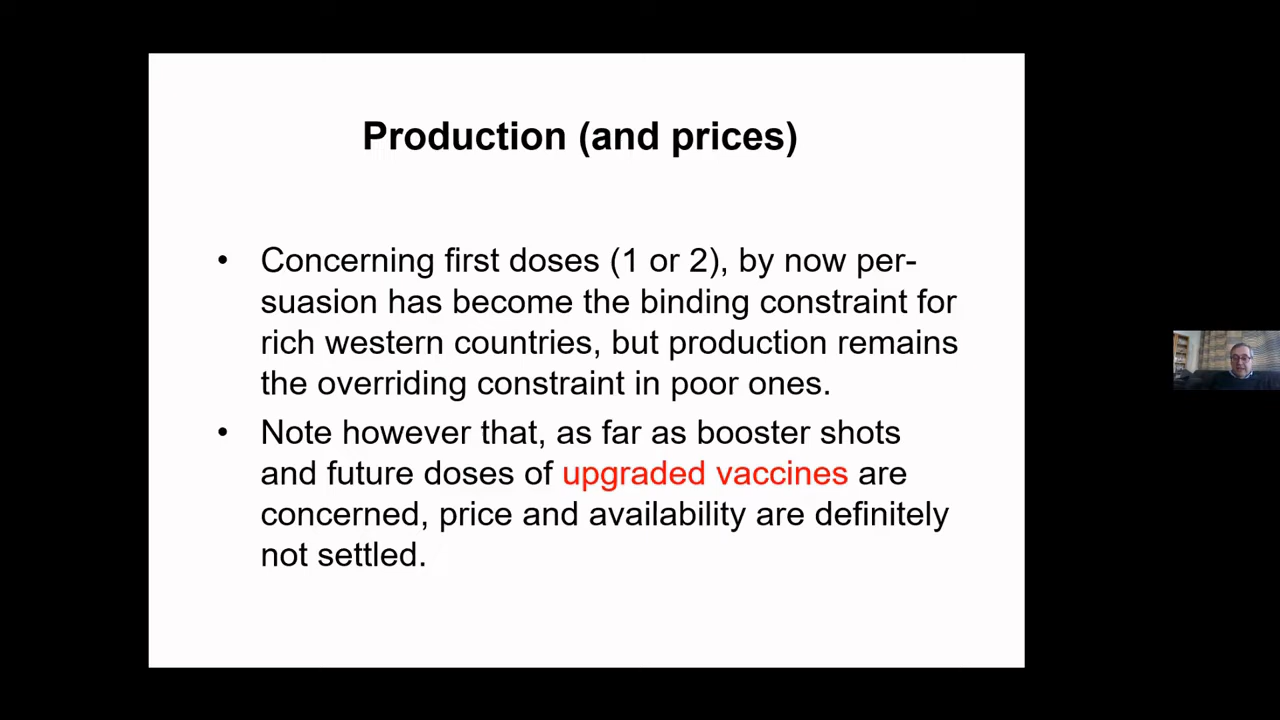 Production (and prices)
• Concerning first doses (1 or 2), by now per-
suasion has become the binding constraint for
rich western countries, but production remains
the overriding constraint in poor ones.
• Note however that, as far as booster shots
and future doses of upgraded vaccines are
concerned, price and availability are definitely
not settled.